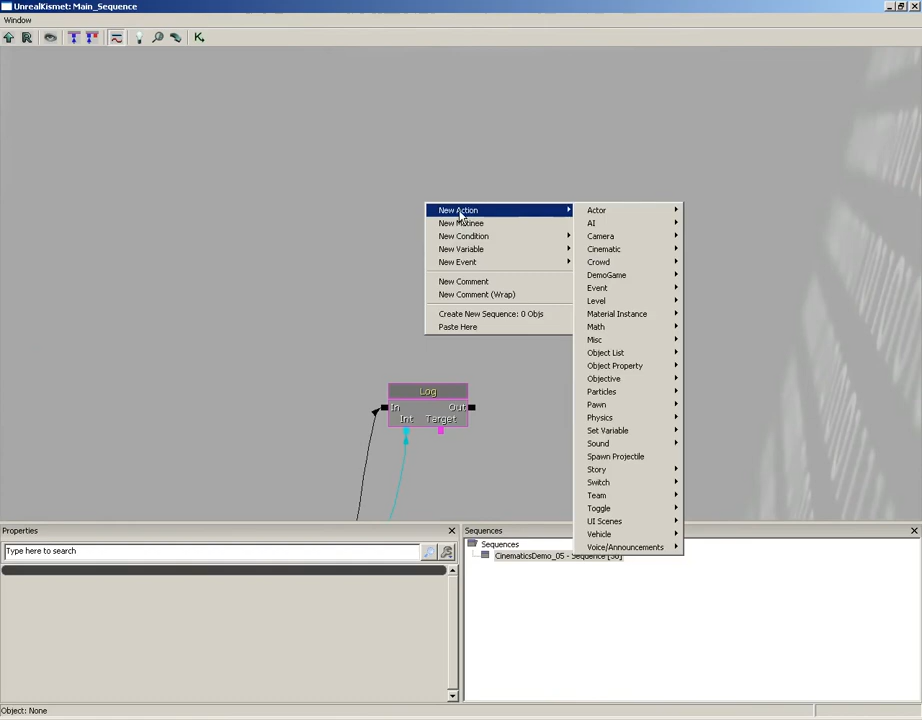 UnrealKismet: Main_Sequence
Window
New Action
New Matinee
New Condition
New Variable
New Event
New Comment
New Comment (Wrap)
Create New Sequence: 0 Objs
Paste Here
Actor
AI
Camera
Cinematic
Crowd
DemoGame
Event
Level
Material Instance
Math
Misc
Object List
Object Property
Objective
Particles
Pawn
Physics
Set Variable
Sound
Spawn Projectile
Story
Switch
Team
Toggle
UI Scenes
Vehicle
Voice/Announcements
Log
In Out
Int Target
Properties
Type here to search
Sequences
Sequences
CinematicsDemo_05 - Sequence
Object: None